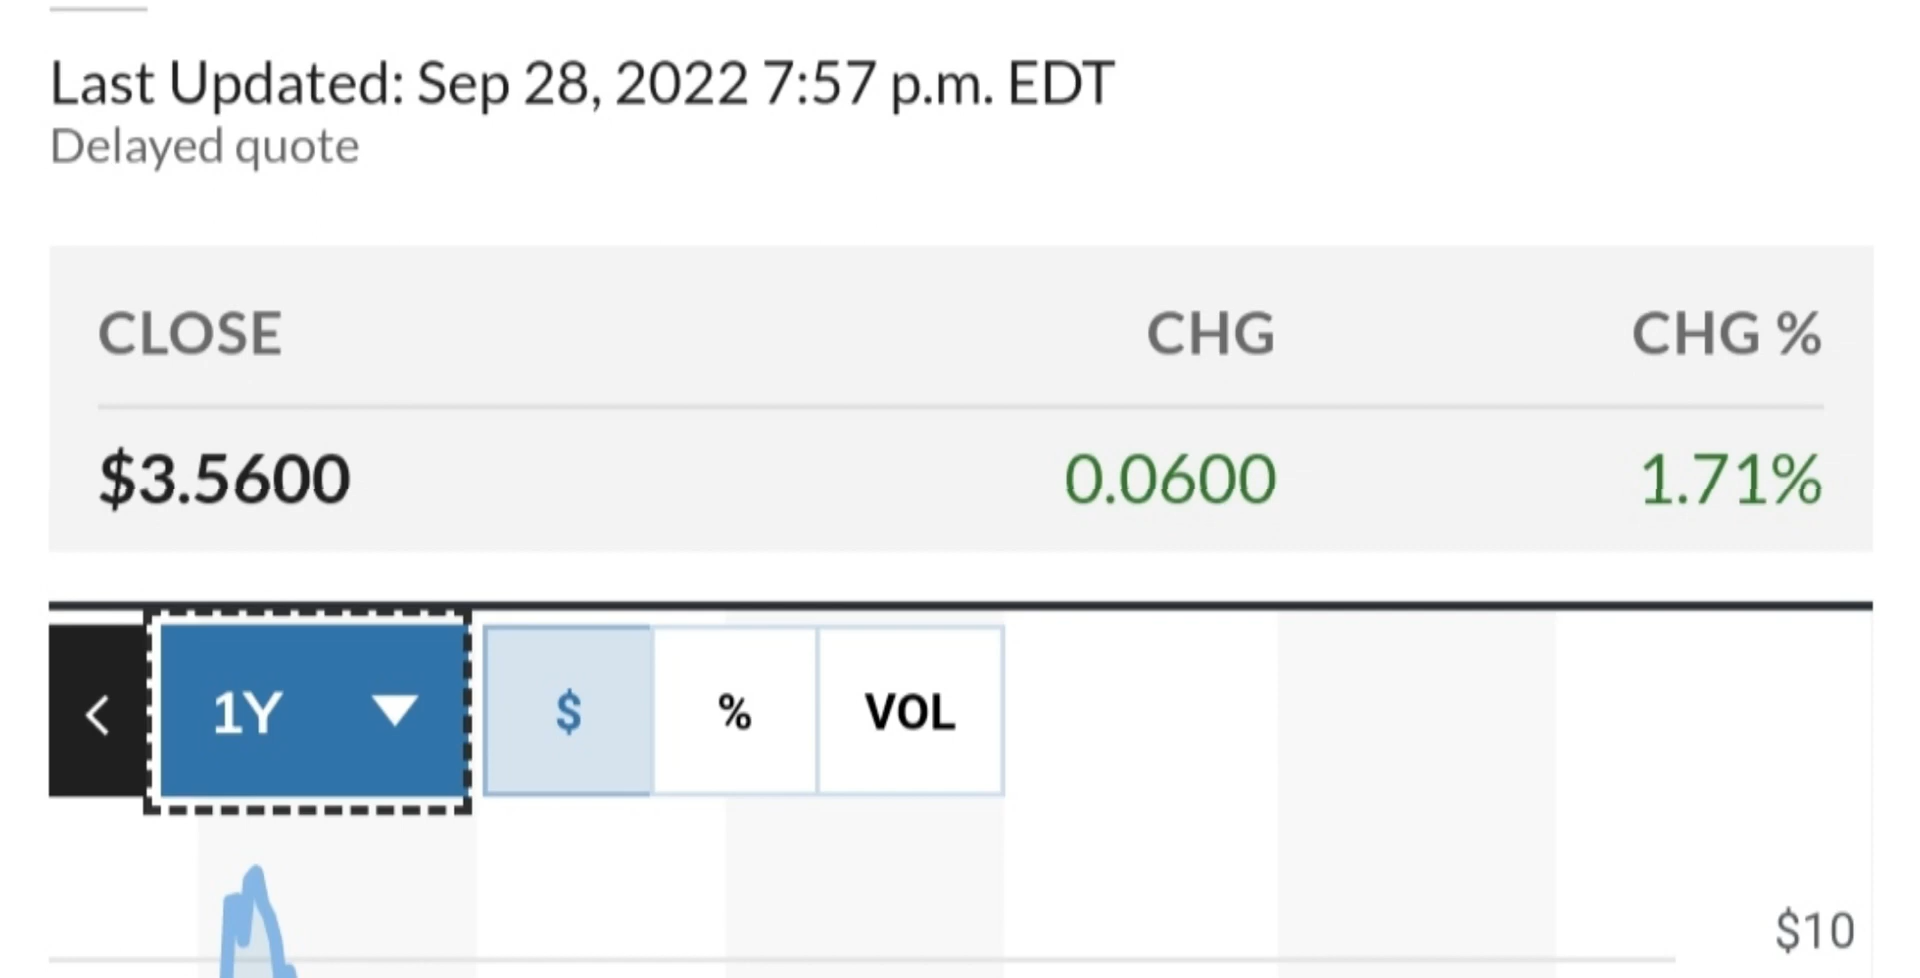 Last Updated: Sep 28, 2022 7:57 p.m. EDT
Delayed quote
CLOSE CHG CHG %
$3.5600 0.0600 1.71%
1Y $ % VOL
$10